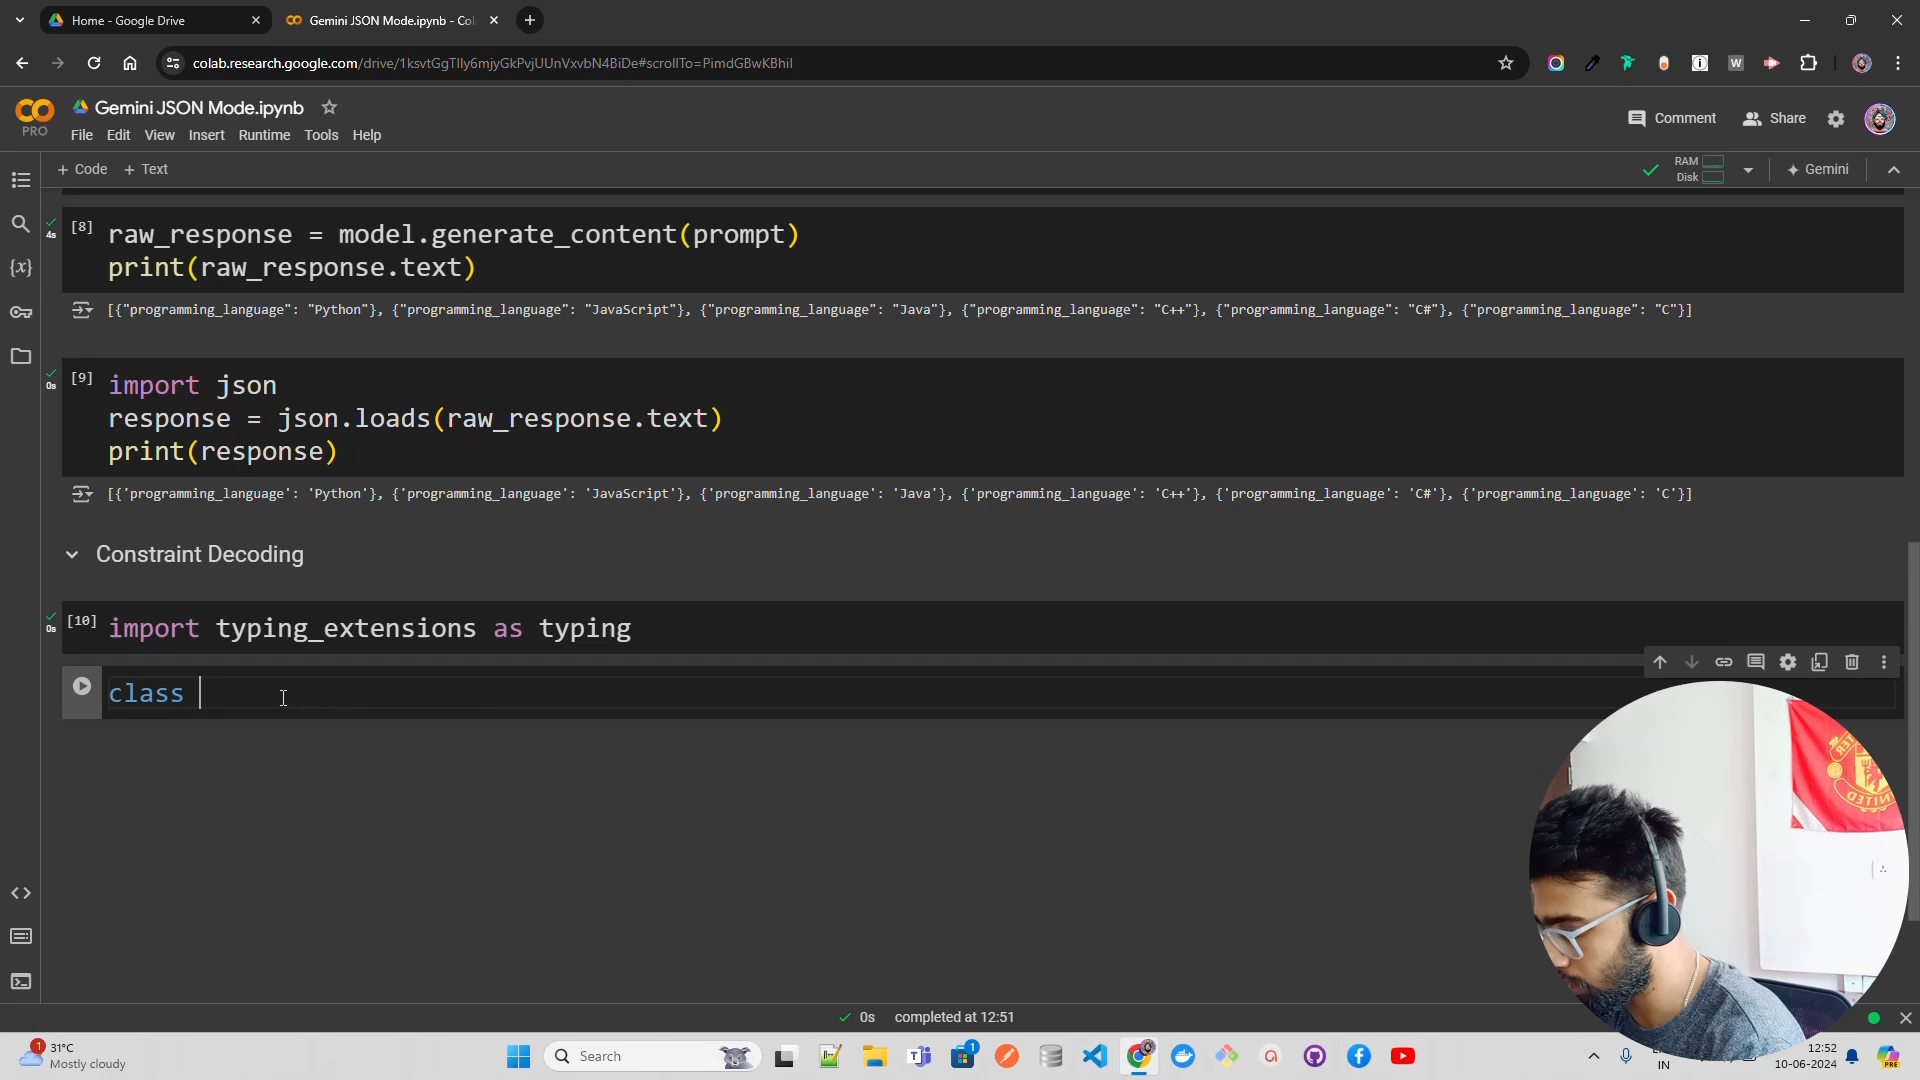 Home - Google Drive
Gemini JSON Mode.ipynb - Col
colab.research.google.com/drive/1ksvtGgTlly6mjyGkPvjUUnVxvbN4BiDe#scrollTo=PimdGBwKBhil
Gemini JSON Mode.ipynb
PRO
File Edit View Insert Runtime Tools Help
Comment
Share
+ Code + Text
RAM
Disk
Gemini
[8]
4s
raw_response = model.generate_content(prompt)
print(raw_response.text)
[{"programming_language": "Python"}, {"programming_language": "JavaScript"}, {"programming_language": "Java"}, {"programming_language": "C++"}, {"programming_language": "C#"}, {"programming_language": "C"}]
[9]
0s
import json
response = json.loads(raw_response.text)
print(response)
[{'programming_language': 'Python'}, {'programming_language': 'JavaScript'}, {'programming_language': 'Java'}, {'programming_language': 'C++'}, {'programming_language': 'C#'}, {'programming_language': 'C'}]
Constraint Decoding
[10]
0s
import typing_extensions as typing
class
UNITED
0s completed at 12:51
31°C
Mostly cloudy
Search
IN
12:52
10-06-2024